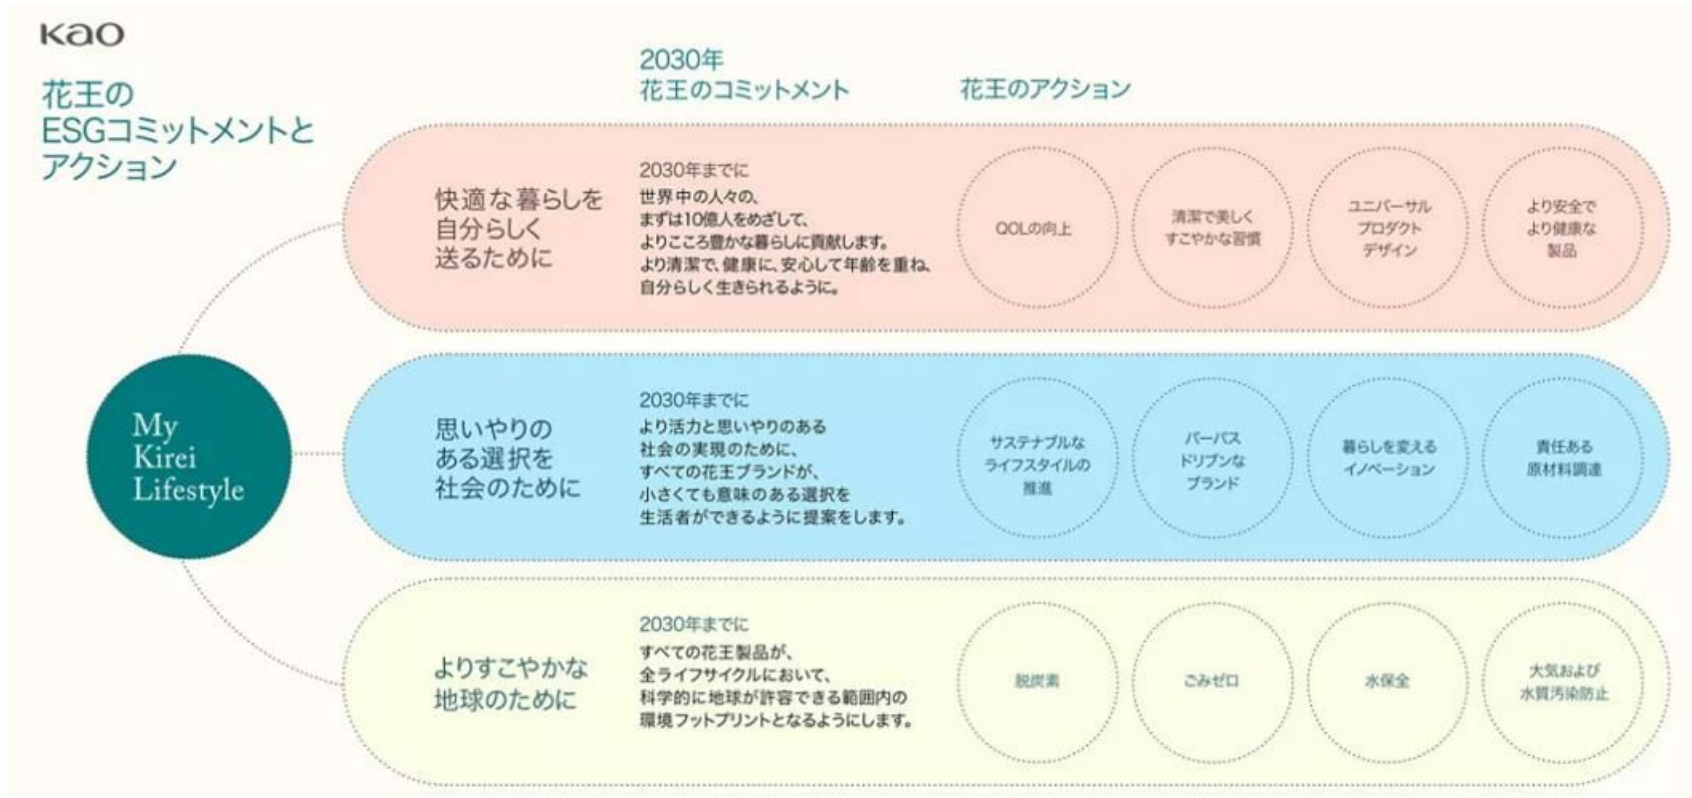 Kao
花王の
ESGコミットメントと
アクション
2030年
花王のコミットメント
花王のアクション
My
Kirei
Lifestyle
快適な暮らしを
自分らしく
送るために
2030年までに
世界中の人々の、
まずは10億人をめざして、
よりこころ豊かな暮らしに貢献します。
より清潔で、健康に、安心して年齢を重ね、
自分らしく生きられるように。
QOLの向上
清潔で美しく
すこやかな習慣
ユニバーサル
プロダクト
デザイン
より安全で
より健康な
製品
思いやりの
ある選択を
社会のために
2030年までに
より活力と思いやりのある
社会の実現のために、
すべての花王ブランドが、
小さくても意味のある選択を
生活者ができるように提案をします。
サステナブルな
ライフスタイルの
推進
パーパス
ドリブンな
ブランド
暮らしを変える
イノベーション
責任ある
原材料調達
よりすこやかな
地球のために
2030年までに
すべての花王製品が、
全ライフサイクルにおいて、
科学的に地球が許容できる範囲内の
環境フットプリントとなるようにします。
脱炭素
ごみゼロ
水保全
大気および
水質汚染防止